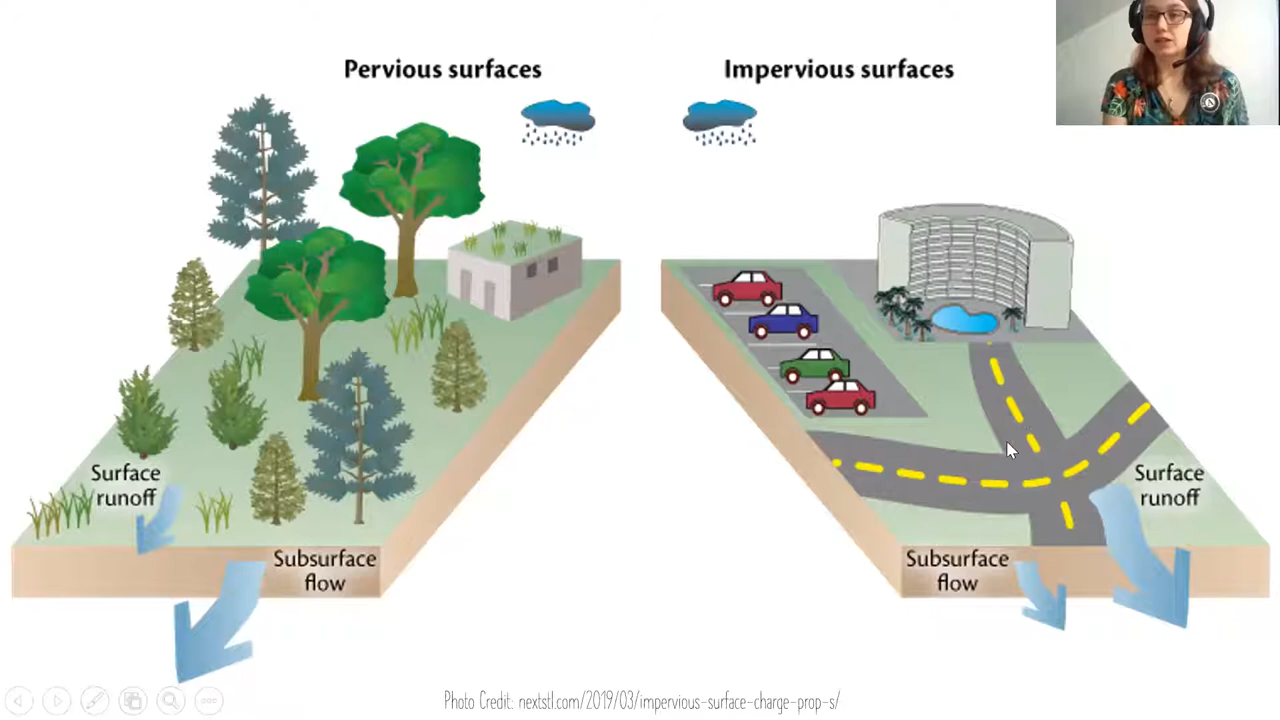 Pervious surfaces
Impervious surfaces
Surface
runoff
Subsurface
flow
Surface
runoff
Subsurface
flow
Photo Credit: nextstl.com/2019/03/impervious-surface-charge-prop-s/